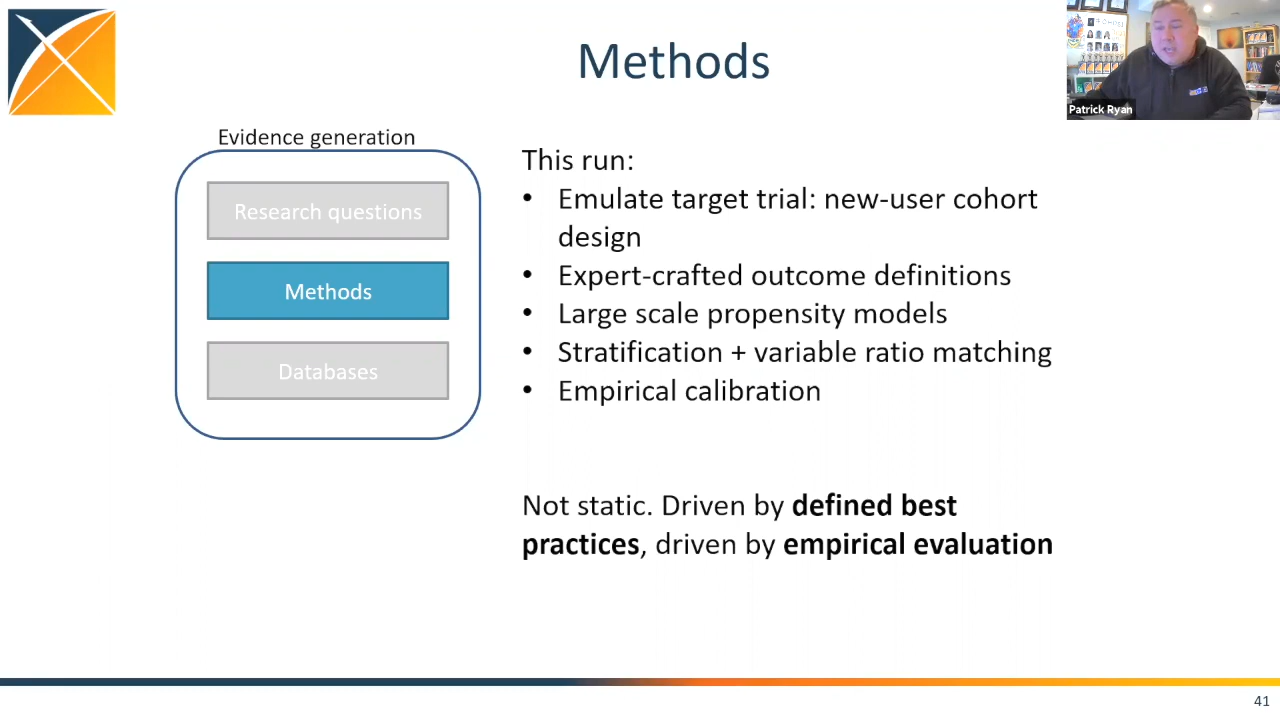 Methods
Patrick Ryan
Evidence generation
Research questions
Methods
Databases
This run:
• Emulate target trial: new-user cohort
design
• Expert-crafted outcome definitions
• Large scale propensity models
• Stratification + variable ratio matching
• Empirical calibration
Not static. Driven by defined best
practices, driven by empirical evaluation
41